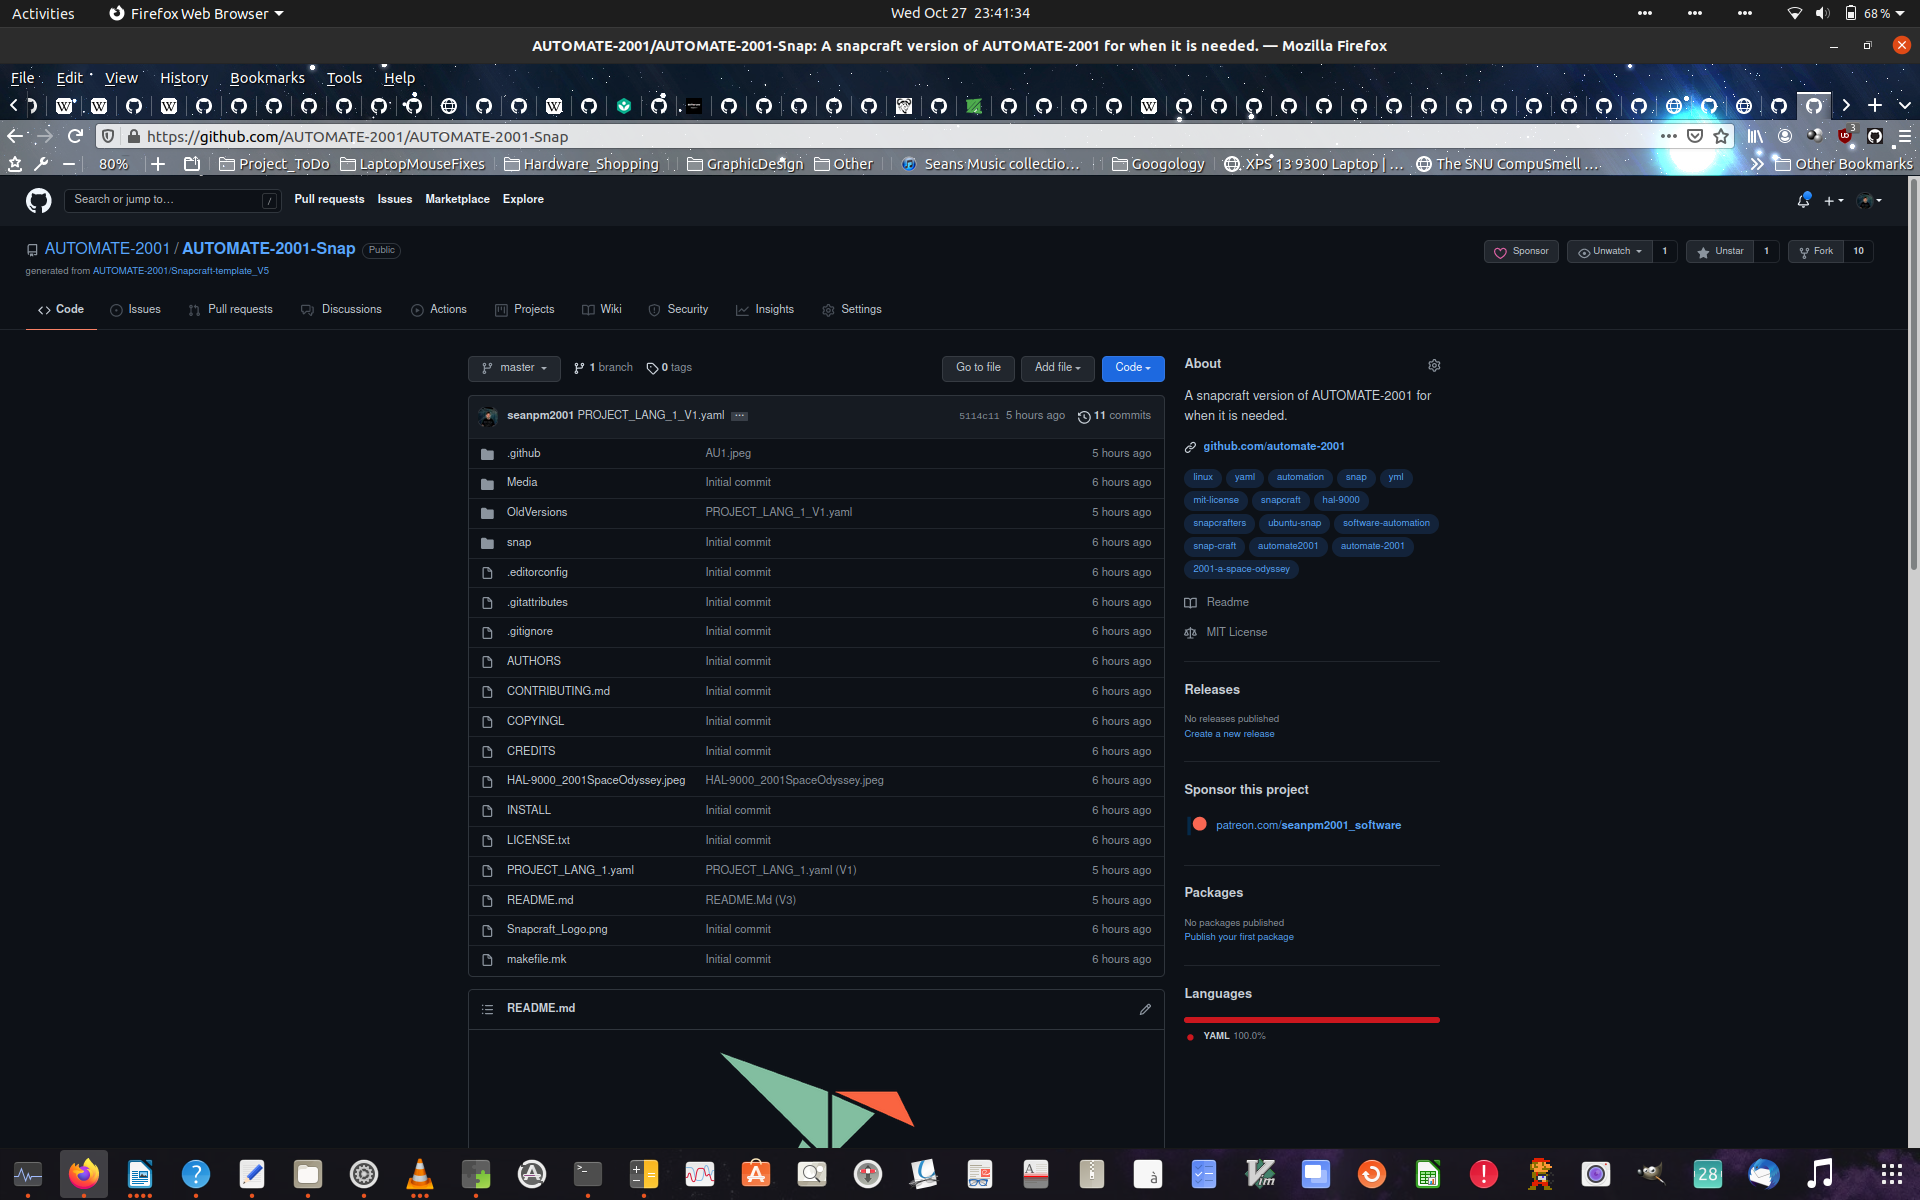 Activities Firefox Web Browser Wed Oct 27 23:41:34 68 %
AUTOMATE-2001/AUTOMATE-2001-Snap: A snapcraft version of AUTOMATE-2001 for when it is needed. — Mozilla Firefox
File Edit View History Bookmarks Tools Help
https://github.com/AUTOMATE-2001/AUTOMATE-2001-Snap
80% Project_ToDo LaptopMouseFixes Hardware_Shopping GraphicDesign Other Seans Music collectio… Googology XPS 13 9300 Laptop | … The SNU CompuSmell … Other Bookmarks
Search or jump to… / Pull requests Issues Marketplace Explore
AUTOMATE-2001 / AUTOMATE-2001-Snap Public
Sponsor Unwatch 1 Unstar 1 Fork 10
generated from AUTOMATE-2001/Snapcraft-template_V5
Code Issues Pull requests Discussions Actions Projects Wiki Security Insights Settings
master 1 branch 0 tags Go to file Add file Code
seanpm2001 PROJECT_LANG_1_V1.yaml … 5114c11 5 hours ago 11 commits
.github AU1.jpeg 5 hours ago
Media Initial commit 6 hours ago
OldVersions PROJECT_LANG_1_V1.yaml 5 hours ago
snap Initial commit 6 hours ago
.editorconfig Initial commit 6 hours ago
.gitattributes Initial commit 6 hours ago
.gitignore Initial commit 6 hours ago
AUTHORS Initial commit 6 hours ago
CONTRIBUTING.md Initial commit 6 hours ago
COPYINGL Initial commit 6 hours ago
CREDITS Initial commit 6 hours ago
HAL-9000_2001SpaceOdyssey.jpeg HAL-9000_2001SpaceOdyssey.jpeg 6 hours ago
INSTALL Initial commit 6 hours ago
LICENSE.txt Initial commit 6 hours ago
PROJECT_LANG_1.yaml PROJECT_LANG_1.yaml (V1) 5 hours ago
README.md README.Md (V3) 5 hours ago
Snapcraft_Logo.png Initial commit 6 hours ago
makefile.mk Initial commit 6 hours ago
README.md
About
A snapcraft version of AUTOMATE-2001 for
when it is needed.
github.com/automate-2001
linux yaml automation snap yml
mit-license snapcraft hal-9000
snapcrafters ubuntu-snap software-automation
snap-craft automate2001 automate-2001
2001-a-space-odyssey
Readme
MIT License
Releases
No releases published
Create a new release
Sponsor this project
patreon.com/seanpm2001_software
Packages
No packages published
Publish your first package
Languages
YAML 100.0%
28